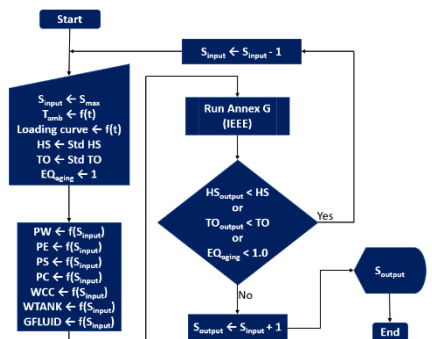 Start
S_input ← S_input - 1
S_input ← S_max
T_amb ← f(t)
Loading curve ← f(t)
HS ← Std HS
TO ← Std TO
EQ_aging ← 1
Run Annex G
(IEEE)
HS_output < HS
or
TO_output < TO
or
EQ_aging < 1.0
Yes
No
PW ← f(S_input)
PE ← f(S_input)
PS ← f(S_input)
PC ← f(S_input)
WCC ← f(S_input)
WTANK ← f(S_input)
GFLUID ← f(S_input)
S_output ← S_input + 1
S_output
End